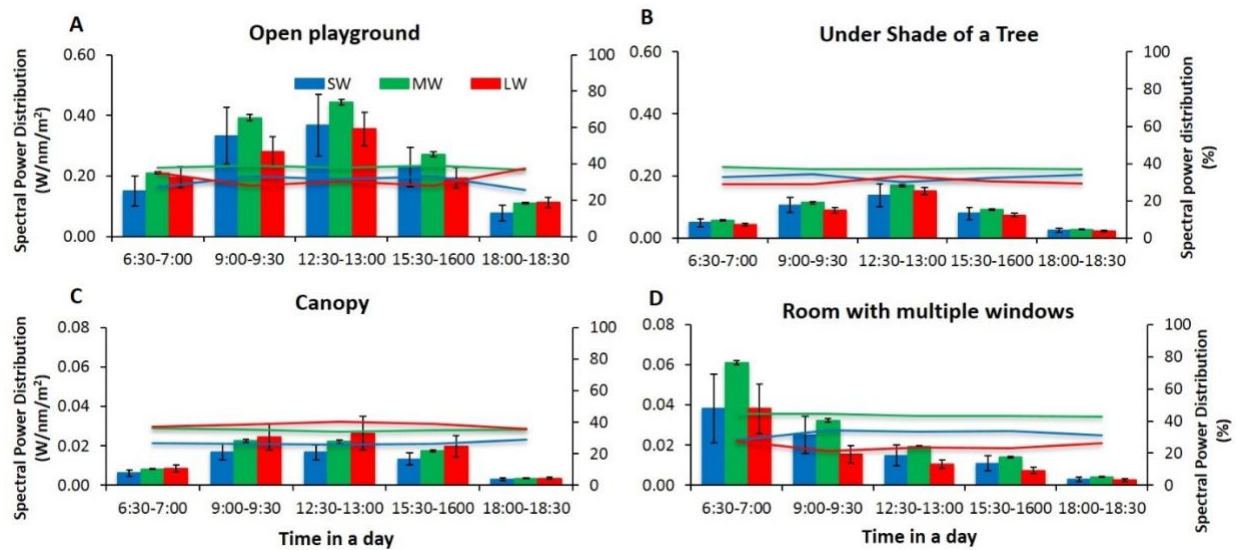 A
Open playground
Spectral Power Distribution
(W/nm/m²)
0.60
0.40
0.20
0.00
SW MW LW
100
80
60
40
20
0
6:30-7:00 9:00-9:30 12:30-13:00 15:30-1600 18:00-18:30
B
Under Shade of a Tree
0.60
0.40
0.20
0.00
100
80
60
40
20
0
Spectral power distribution
(%)
6:30-7:00 9:00-9:30 12:30-13:00 15:30-1600 18:00-18:30
C
Canopy
Spectral Power Distribution
(W/nm/m²)
0.08
0.06
0.04
0.02
0.00
100
80
60
40
20
0
6:30-7:00 9:00-9:30 12:30-13:00 15:30-1600 18:00-18:30
Time in a day
D
Room with multiple windows
0.08
0.06
0.04
0.02
0.00
100
80
60
40
20
0
Spectral Power Distribution
(%)
6:30-7:00 9:00-9:30 12:30-13:00 15:30-1600 18:00-18:30
Time in a day